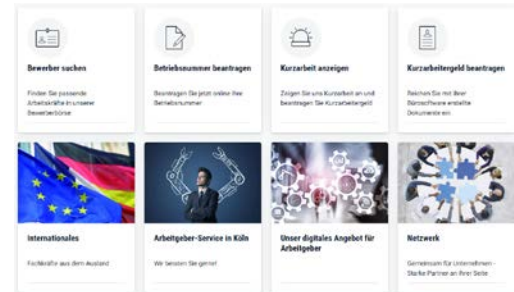 Bewerber suchen
Finden Sie passende
Arbeitskräfte in unserer
Bewerberbörse
Betriebsnummer beantragen
Beantragen Sie jetzt online Ihre
Betriebsnummer
Kurzarbeit anzeigen
Zeigen Sie uns Kurzarbeit an und
beantragen Sie Kurzarbeitergeld
Kurzarbeitergeld beantragen
Reichen Sie mit Ihrer
Bürosoftware erstellte
Dokumente ein
Internationales
Fachkräfte aus dem Ausland
Arbeitgeber-Service in Köln
Wir beraten Sie gerne!
Unser digitales Angebot für
Arbeitgeber
Netzwerk
Gemeinsam für Unternehmen -
Starke Partner an Ihrer Seite